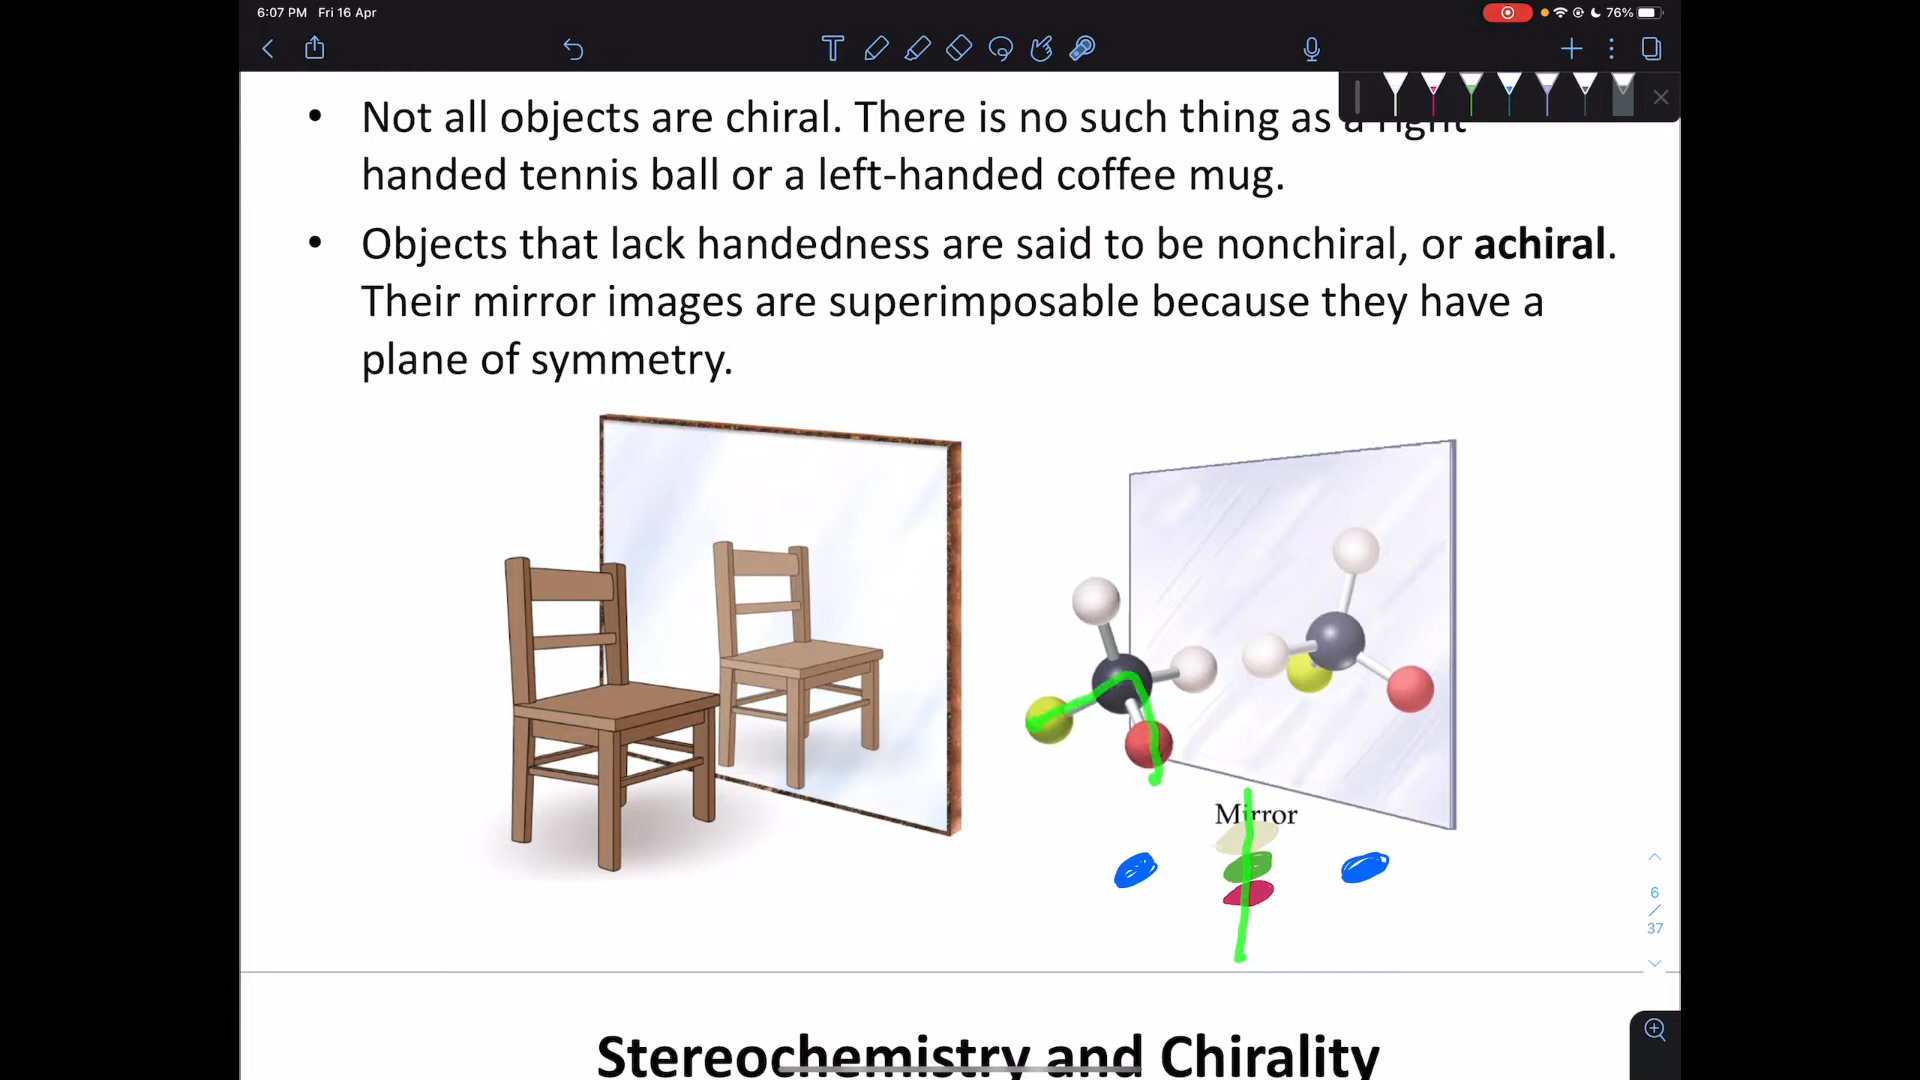 6:07 PM Fri 16 Apr
76%
• Not all objects are chiral. There is no such thing as a right
handed tennis ball or a left-handed coffee mug.
• Objects that lack handedness are said to be nonchiral, or achiral.
Their mirror images are superimposable because they have a
plane of symmetry.
Mirror
6
/
37
Stereochemistry and Chirality